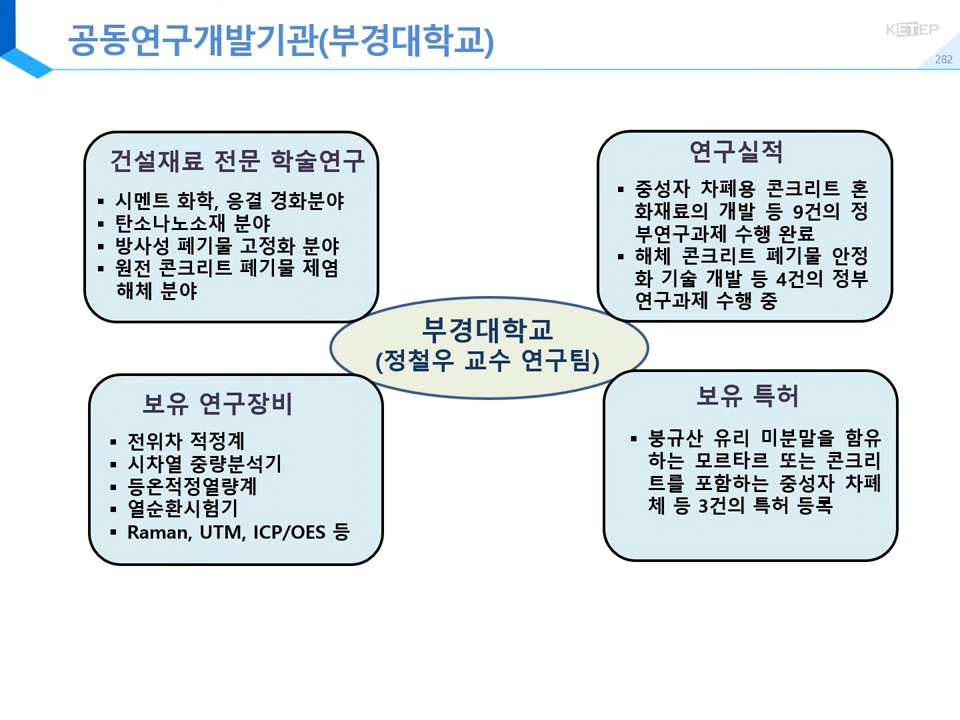 공동연구개발기관(부경대학교)
KETEP
282
건설재료 전문 학술연구
▪ 시멘트 화학, 응결 경화분야
▪ 탄소나노소재 분야
▪ 방사성 폐기물 고정화 분야
▪ 원전 콘크리트 폐기물 제염
해체 분야
연구실적
▪ 중성자 차폐용 콘크리트 혼
화재료의 개발 등 9건의 정
부연구과제 수행 완료
▪ 해체 콘크리트 폐기물 안정
화 기술 개발 등 4건의 정부
연구과제 수행 중
부경대학교
(정철우 교수 연구팀)
보유 연구장비
▪ 전위차 적정계
▪ 시차열 중량분석기
▪ 등온적정열량계
▪ 열순환시험기
▪ Raman, UTM, ICP/OES 등
보유 특허
▪ 붕규산 유리 미분말을 함유
하는 모르타르 또는 콘크리
트를 포함하는 중성자 차폐
체 등 3건의 특허 등록